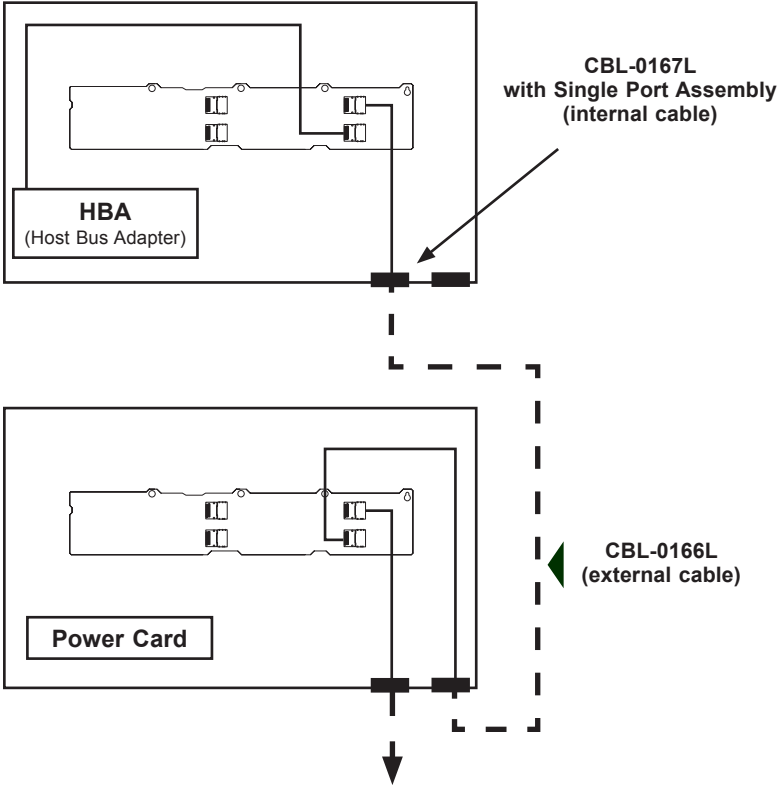 CBL-0167L
with Single Port Assembly
(internal cable)
HBA
(Host Bus Adapter)
CBL-0166L
(external cable)
Power Card